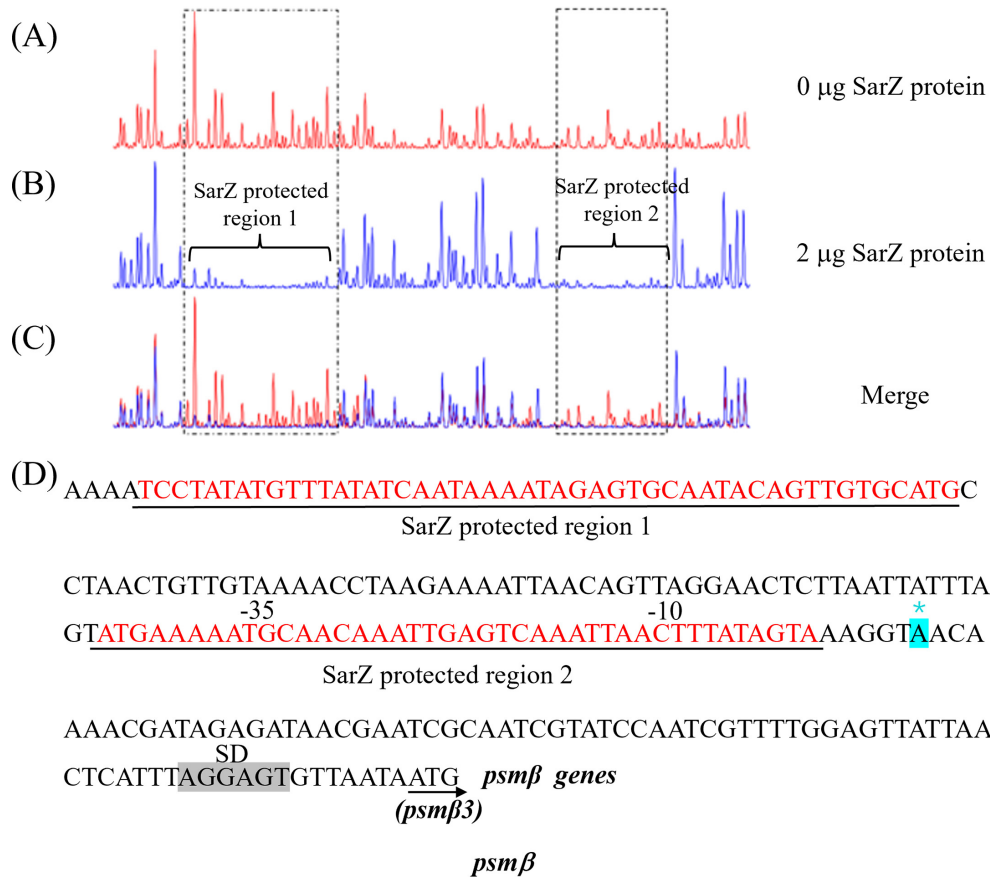 (A)
0 µg SarZ protein
(B)
SarZ protected
region 1
SarZ protected
region 2
2 µg SarZ protein
(C)
Merge
(D)
AAAATCCTATATGTTTATATCAATAAAATAGAGTGCAATACAGTTGTGCATGC
SarZ protected region 1
CTAACTGTTGTAAAACCTAAGAAAATTAACAGTTAGGAACTCTTAATTATTTA
-35 -10 *
GTATGAAAAATGCAACAAATTGAGTCAAATTAACTTTATAGTAAAGGTAACA
SarZ protected region 2
AAACGATAGAGATAACGAATCGCAATCGTATCCAATCGTTTTGGAGTTATTAA
SD
CTCATTTAGGAGTGTTAATAATG psmβ genes
(psmβ3)
psmβ